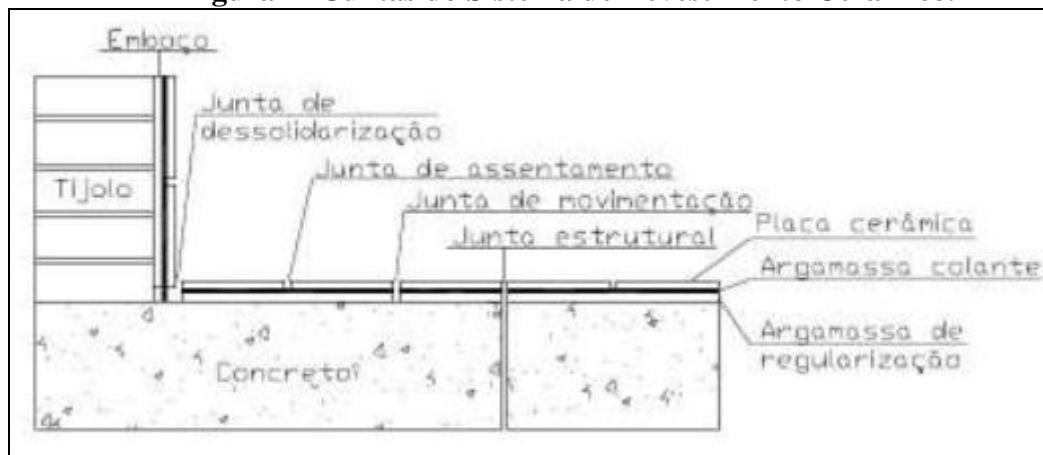 Emboço
Junta de
dessolidarização
Junta de assentamento
Tijolo
Junta de movimentação
Placa cerâmica
Junta estrutural
Argamassa colante
Argamassa de
regularização
Concreto